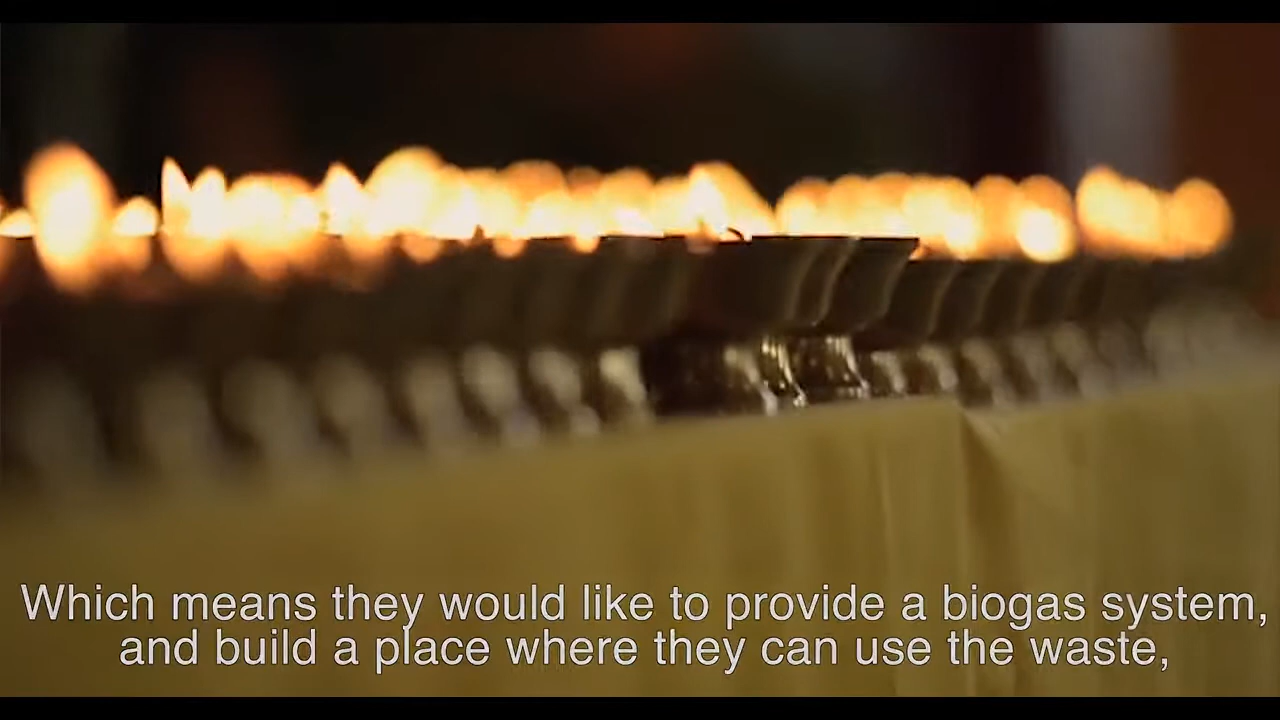 Which means they would like to provide a biogas system,
and build a place where they can use the waste,